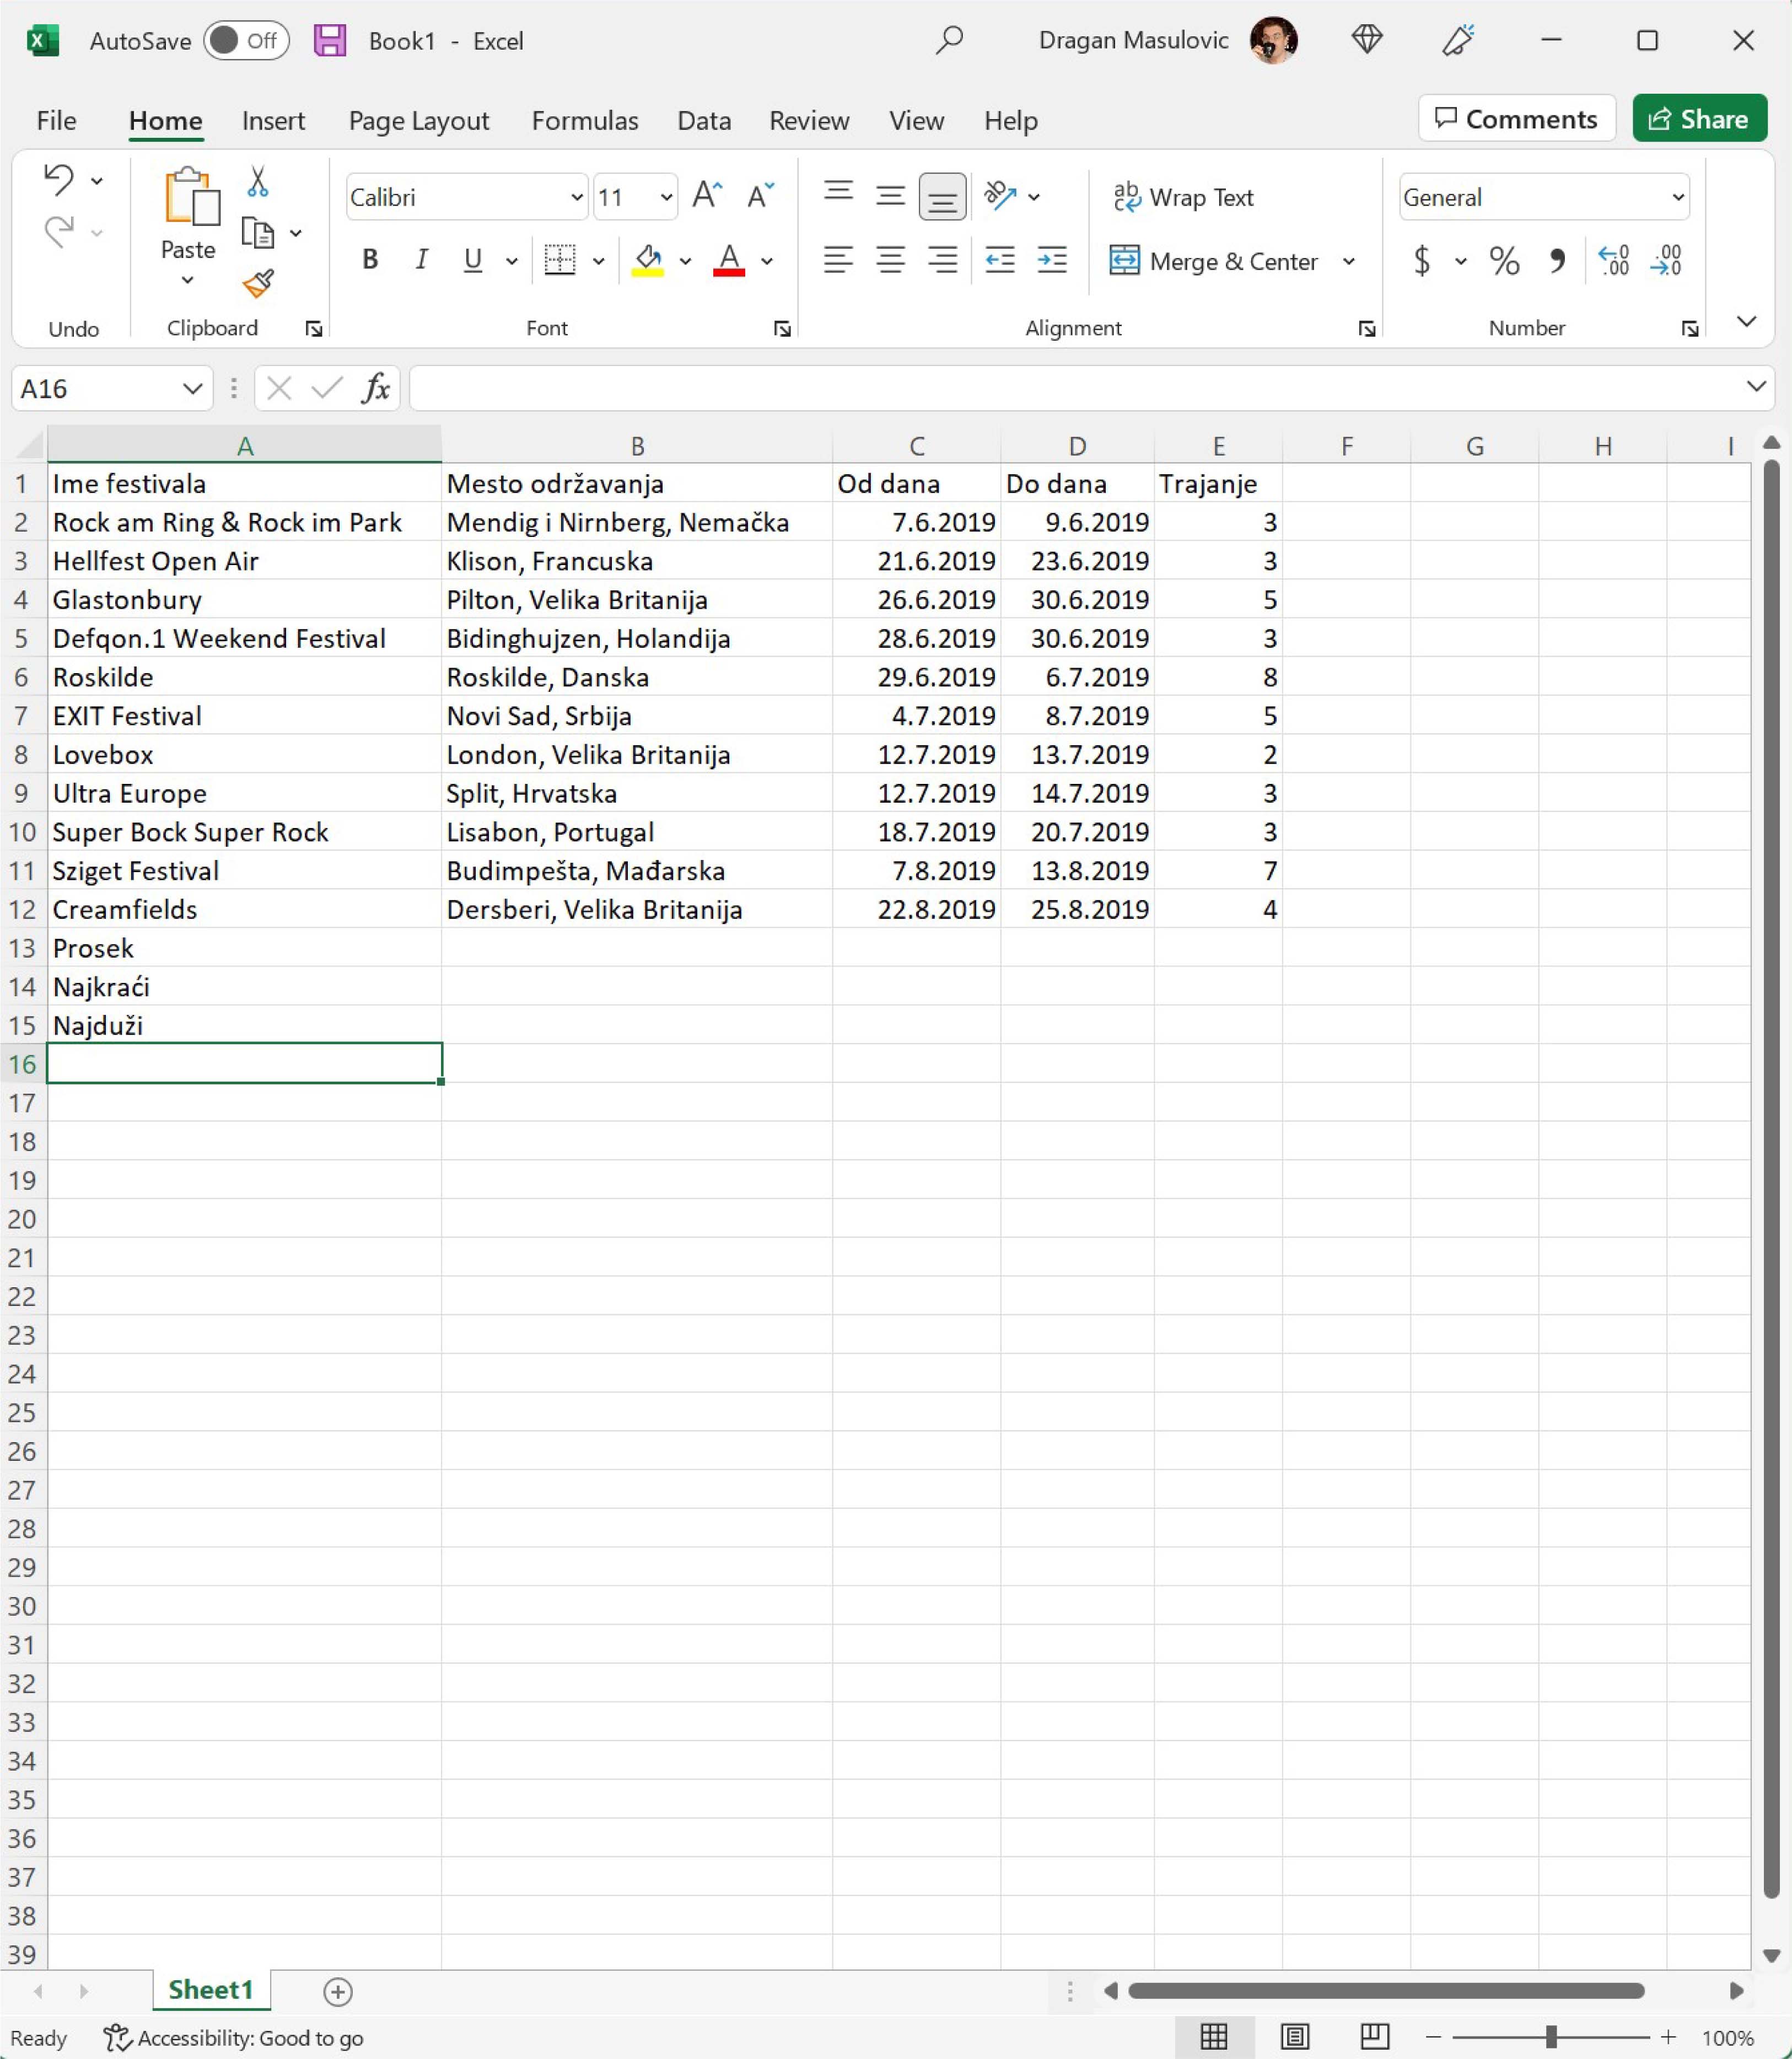 AutoSave Off Book1 - Excel Dragan Masulovic
File Home Insert Page Layout Formulas Data Review View Help Comments Share
Calibri 11 Wrap Text General
Paste B I U Merge & Center $ % ,
Undo Clipboard Font Alignment Number
A16 fx
A B C D E F G H I
1 Ime festivala Mesto održavanja Od dana Do dana Trajanje
2 Rock am Ring & Rock im Park Mendig i Nirnberg, Nemačka 7.6.2019 9.6.2019 3
3 Hellfest Open Air Klison, Francuska 21.6.2019 23.6.2019 3
4 Glastonbury Pilton, Velika Britanija 26.6.2019 30.6.2019 5
5 Defqon.1 Weekend Festival Bidinghujzen, Holandija 28.6.2019 30.6.2019 3
6 Roskilde Roskilde, Danska 29.6.2019 6.7.2019 8
7 EXIT Festival Novi Sad, Srbija 4.7.2019 8.7.2019 5
8 Lovebox London, Velika Britanija 12.7.2019 13.7.2019 2
9 Ultra Europe Split, Hrvatska 12.7.2019 14.7.2019 3
10 Super Bock Super Rock Lisabon, Portugal 18.7.2019 20.7.2019 3
11 Sziget Festival Budimpešta, Mađarska 7.8.2019 13.8.2019 7
12 Creamfields Dersberi, Velika Britanija 22.8.2019 25.8.2019 4
13 Prosek
14 Najkraći
15 Najduži
16
17
18
19
20
21
22
23
24
25
26
27
28
29
30
31
32
33
34
35
36
37
38
39
Sheet1
Ready Accessibility: Good to go 100%